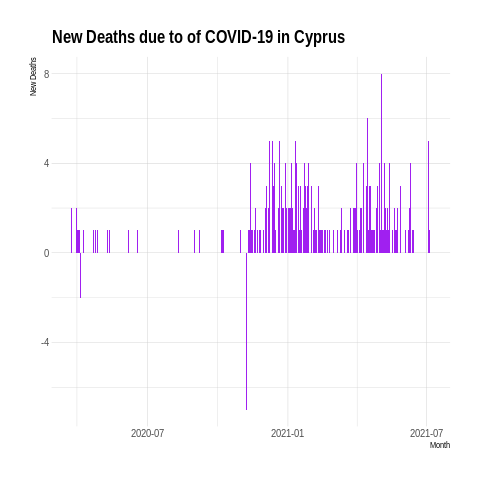 New Deaths due to of COVID-19 in Cyprus
New Deaths
8
4
0
-4
2020-07
2021-01
2021-07
Month